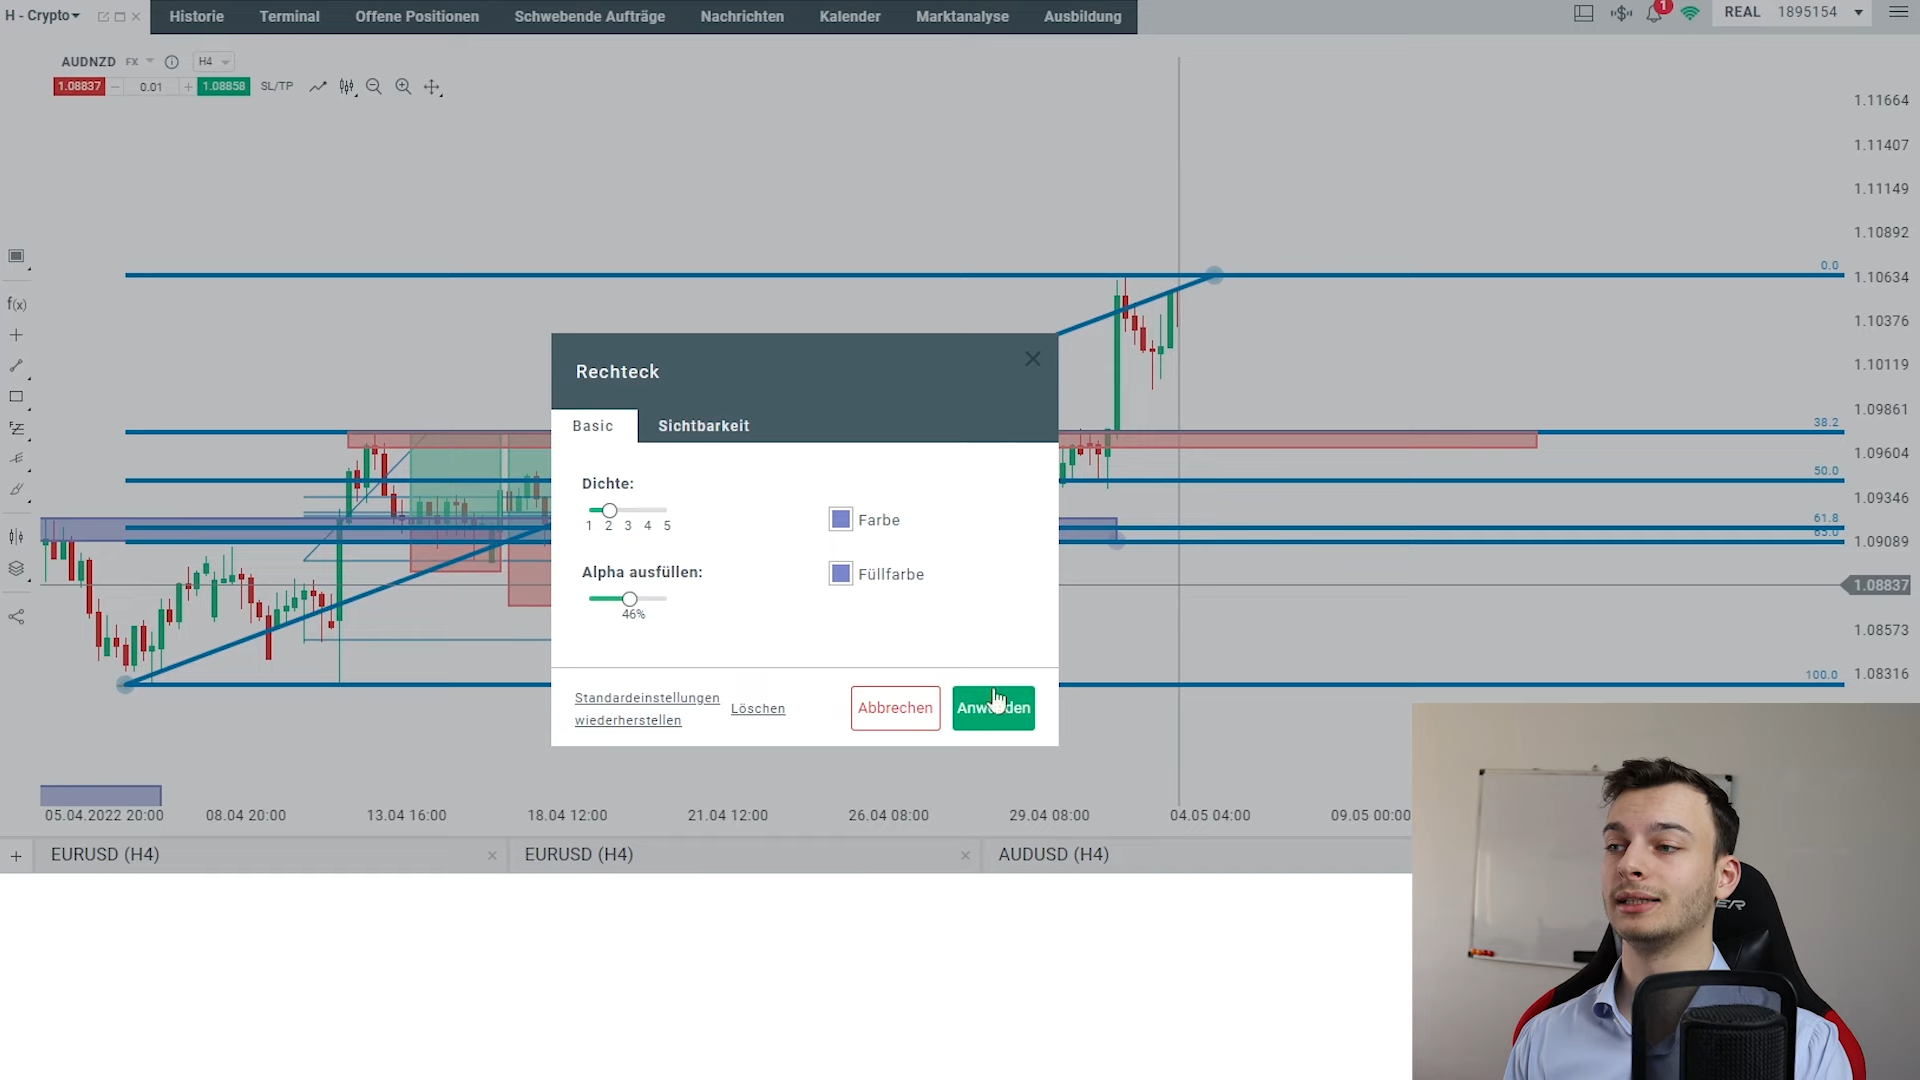 H - Crypto
Historie
Terminal
Offene Positionen
Schwebende Aufträge
Nachrichten
Kalender
Marktanalyse
Ausbildung
1
REAL 1895154
AUDNZD FX H4
1.08837 0.01 1.08858 SL/TP
1.11664
1.11407
1.11149
1.10892
0.0
1.10634
1.10376
1.10119
1.09861
38.2
1.09604
50.0
1.09346
61.8
65.0
1.09089
1.08837
1.08573
100.0
1.08316
f(x)
Rechteck
Basic
Sichtbarkeit
Dichte:
1 2 3 4 5
Farbe
Alpha ausfüllen:
46%
Füllfarbe
Standardeinstellungen
wiederherstellen
Löschen
Abbrechen
05.04.2022 20:00
08.04 20:00
13.04 16:00
18.04 12:00
21.04 12:00
26.04 08:00
29.04 08:00
04.05 04:00
09.05 00:00
EURUSD (H4)
EURUSD (H4)
AUDUSD (H4)